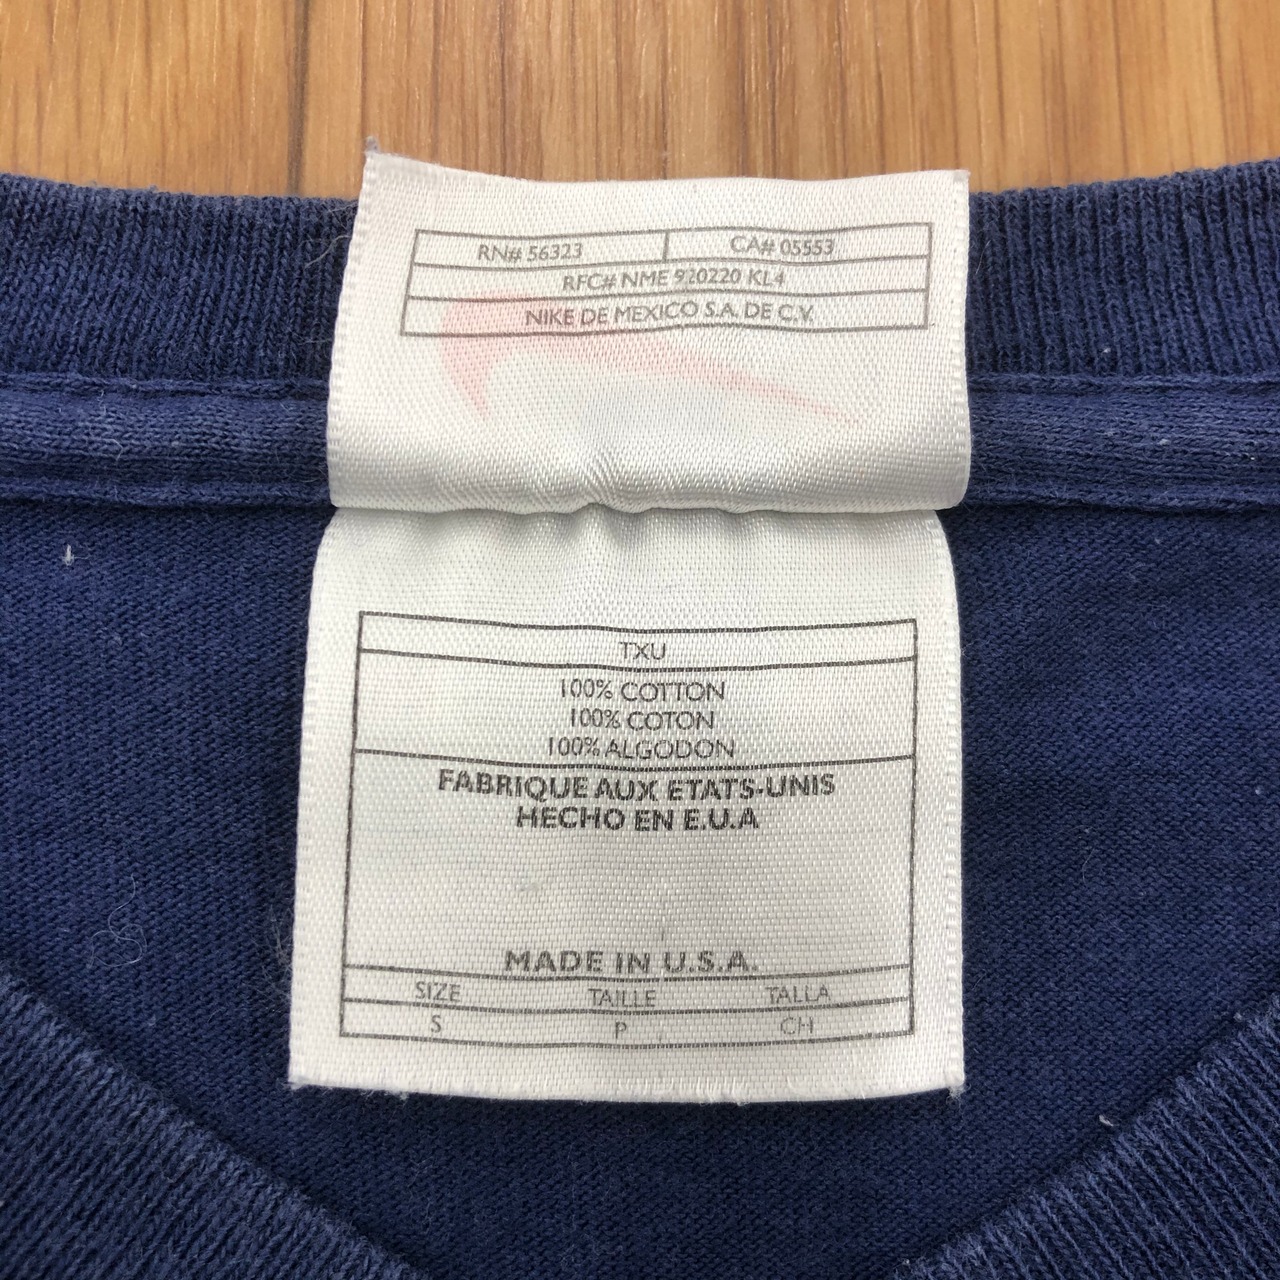 RN# 56323 CA# 05553
RFC# NME 920220 KL4
NIKE DE MEXICO S.A. DE C.V.
TXU
100% COTTON
100% COTON
100% ALGODON
FABRIQUE AUX ETATS-UNIS
HECHO EN E.U.A
MADE IN U.S.A.
SIZE TAILLE TALLA
S P CH